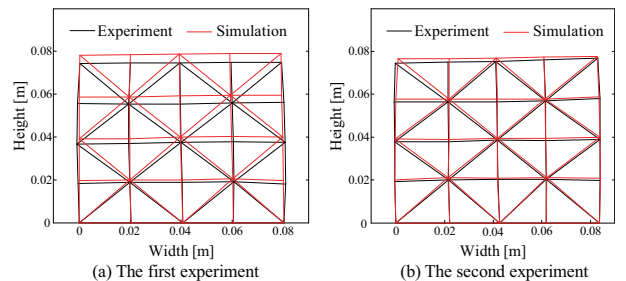 Experiment Simulation
0.08
0.06
0.04
0.02
0
Height [m]
0 0.02 0.04 0.06 0.08
Width [m]
(a) The first experiment
Experiment Simulation
0.08
0.06
0.04
0.02
0
Height [m]
0 0.02 0.04 0.06 0.08
Width [m]
(b) The second experiment